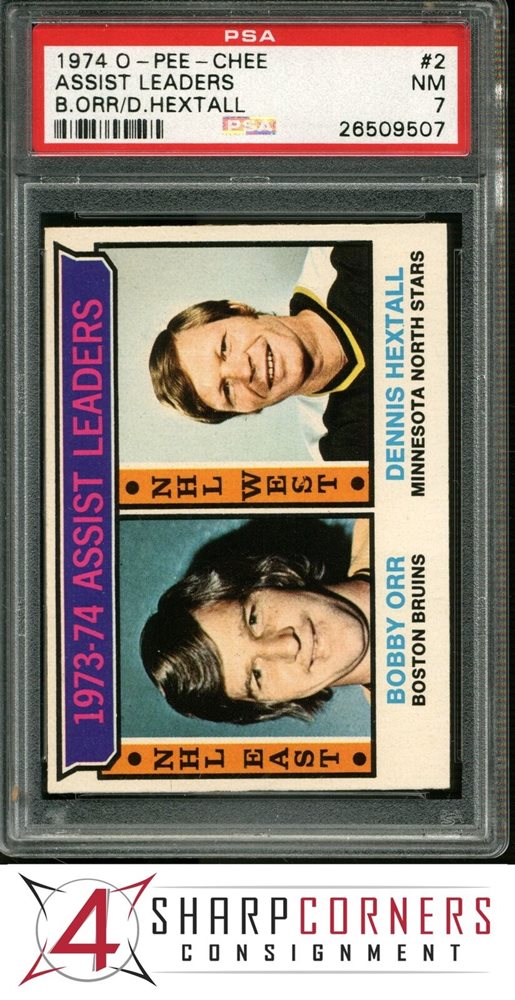 PSA
1974 O-PEE-CHEE #2
ASSIST LEADERS NM
B.ORR/D.HEXTALL 7
PSA 26509507
1973-74 ASSIST LEADERS
NHL EAST
NHL WEST
BOBBY ORR
BOSTON BRUINS
DENNIS HEXTALL
MINNESOTA NORTH STARS
4
SHARPCORNERS
CONSIGNMENT